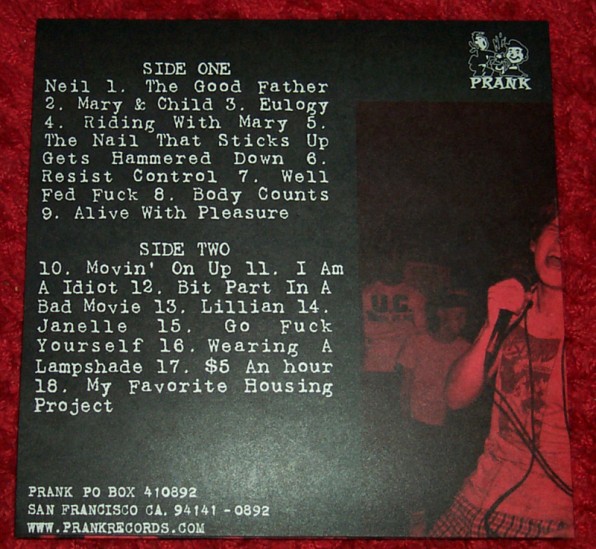 PRANK
SIDE ONE
Neil 1. The Good Father
2. Mary & Child 3. Eulogy
4. Riding With Mary 5.
The Nail That Sticks Up
Gets Hammered Down 6.
Resist Control 7. Well
Fed Fuck 8. Body Counts
9. Alive With Pleasure
SIDE TWO
10. Movin' On Up 11. I Am
A Idiot 12. Bit Part In A
Bad Movie 13. Lillian 14.
Janelle 15. Go Fuck
Yourself 16. Wearing A
Lampshade 17. $5 An hour
18. My Favorite Housing
Project
PRANK PO BOX 410892
SAN FRANCISCO CA. 94141-0892
WWW.PRANKRECORDS.COM